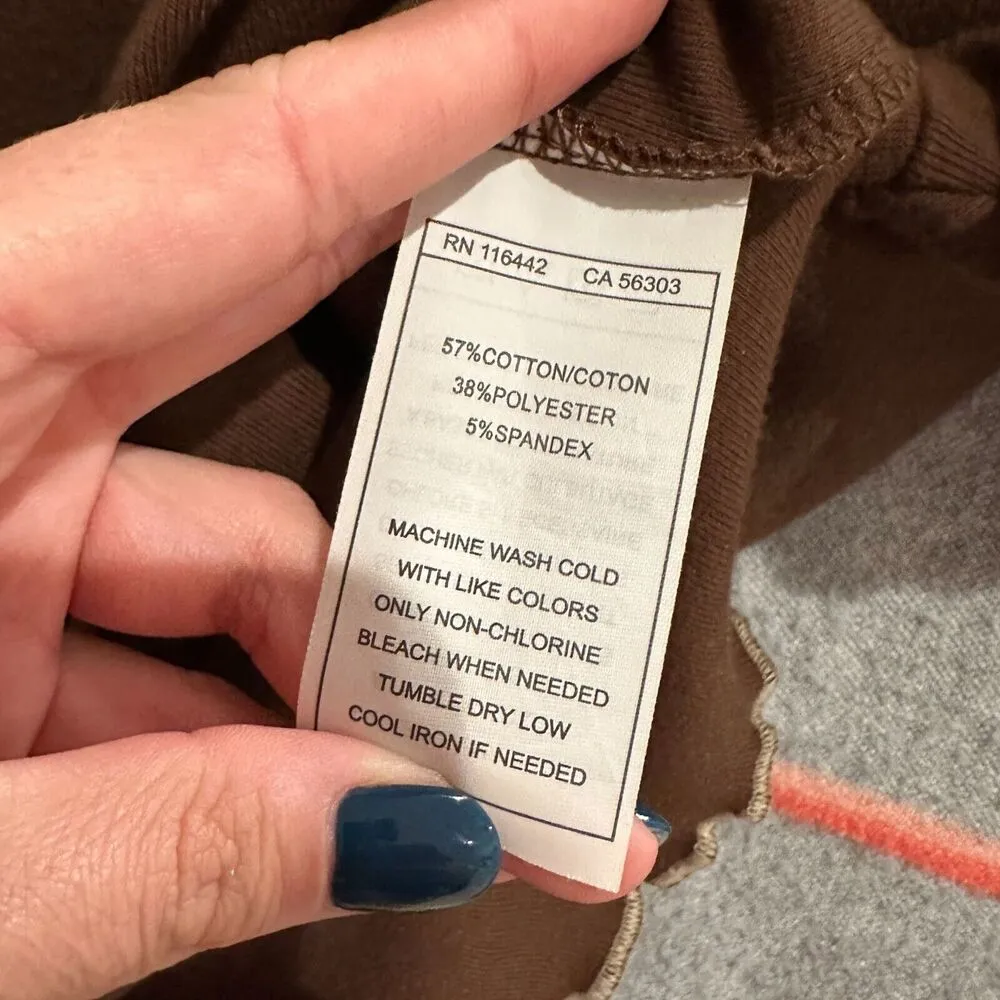 RN 116442 CA 56303
57%COTTON/COTON
38%POLYESTER
5%SPANDEX
MACHINE WASH COLD
WITH LIKE COLORS
ONLY NON-CHLORINE
BLEACH WHEN NEEDED
TUMBLE DRY LOW
COOL IRON IF NEEDED